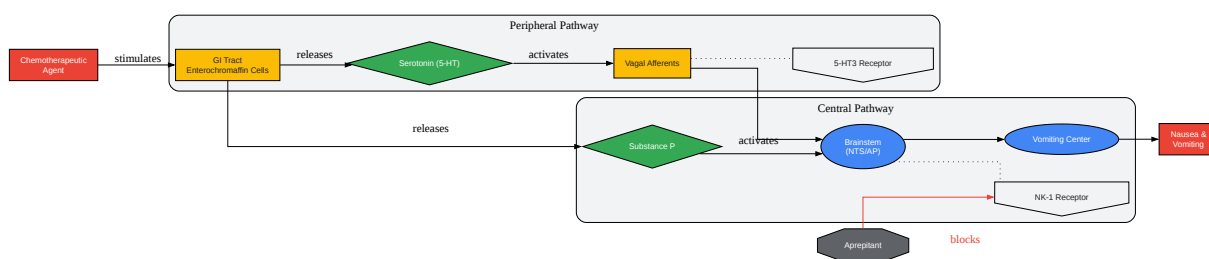 Peripheral Pathway
Chemotherapeutic
Agent
stimulates
GI Tract
Enterochromaffin Cells
releases
Serotonin (5-HT)
activates
Vagal Afferents
5-HT3 Receptor
Central Pathway
releases
Substance P
activates
Brainstem
(NTS/AP)
Vomiting Center
Nausea &
Vomiting
NK-1 Receptor
Aprepitant
blocks